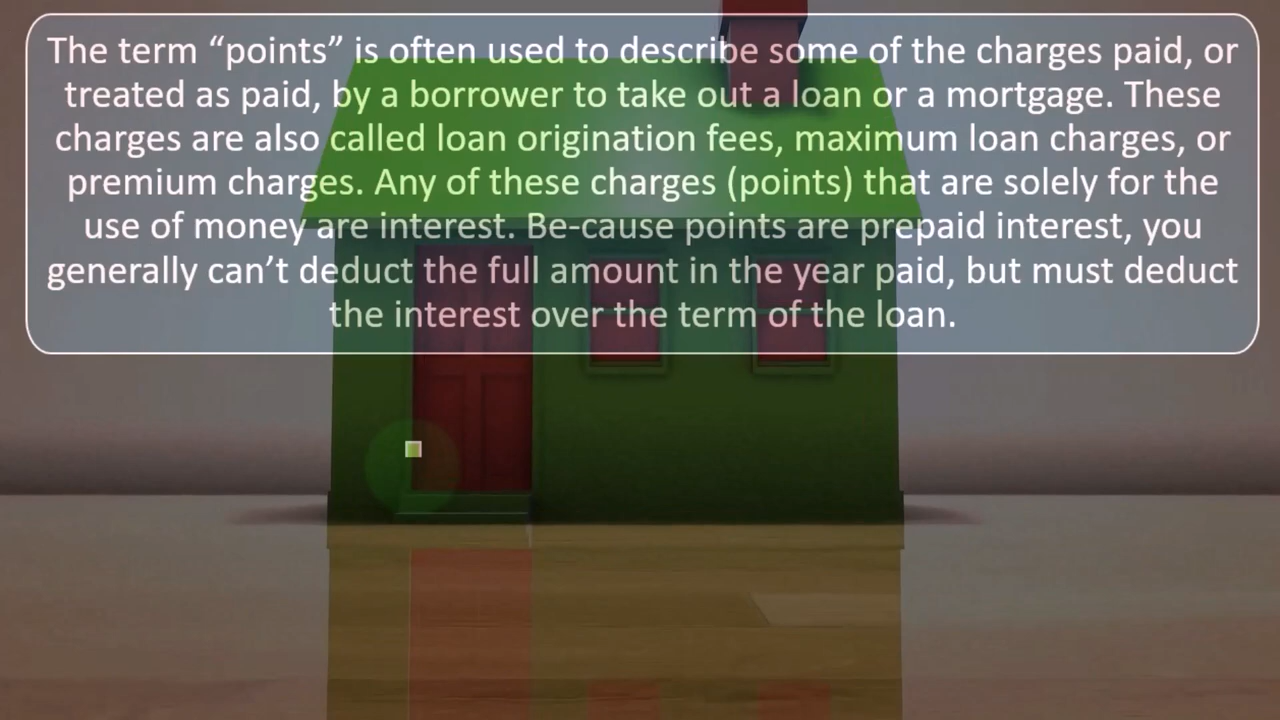 The term “points” is often used to describe some of the charges paid, or
treated as paid, by a borrower to take out a loan or a mortgage. These
charges are also called loan origination fees, maximum loan charges, or
premium charges. Any of these charges (points) that are solely for the
use of money are interest. Be-cause points are prepaid interest, you
generally can’t deduct the full amount in the year paid, but must deduct
the interest over the term of the loan.